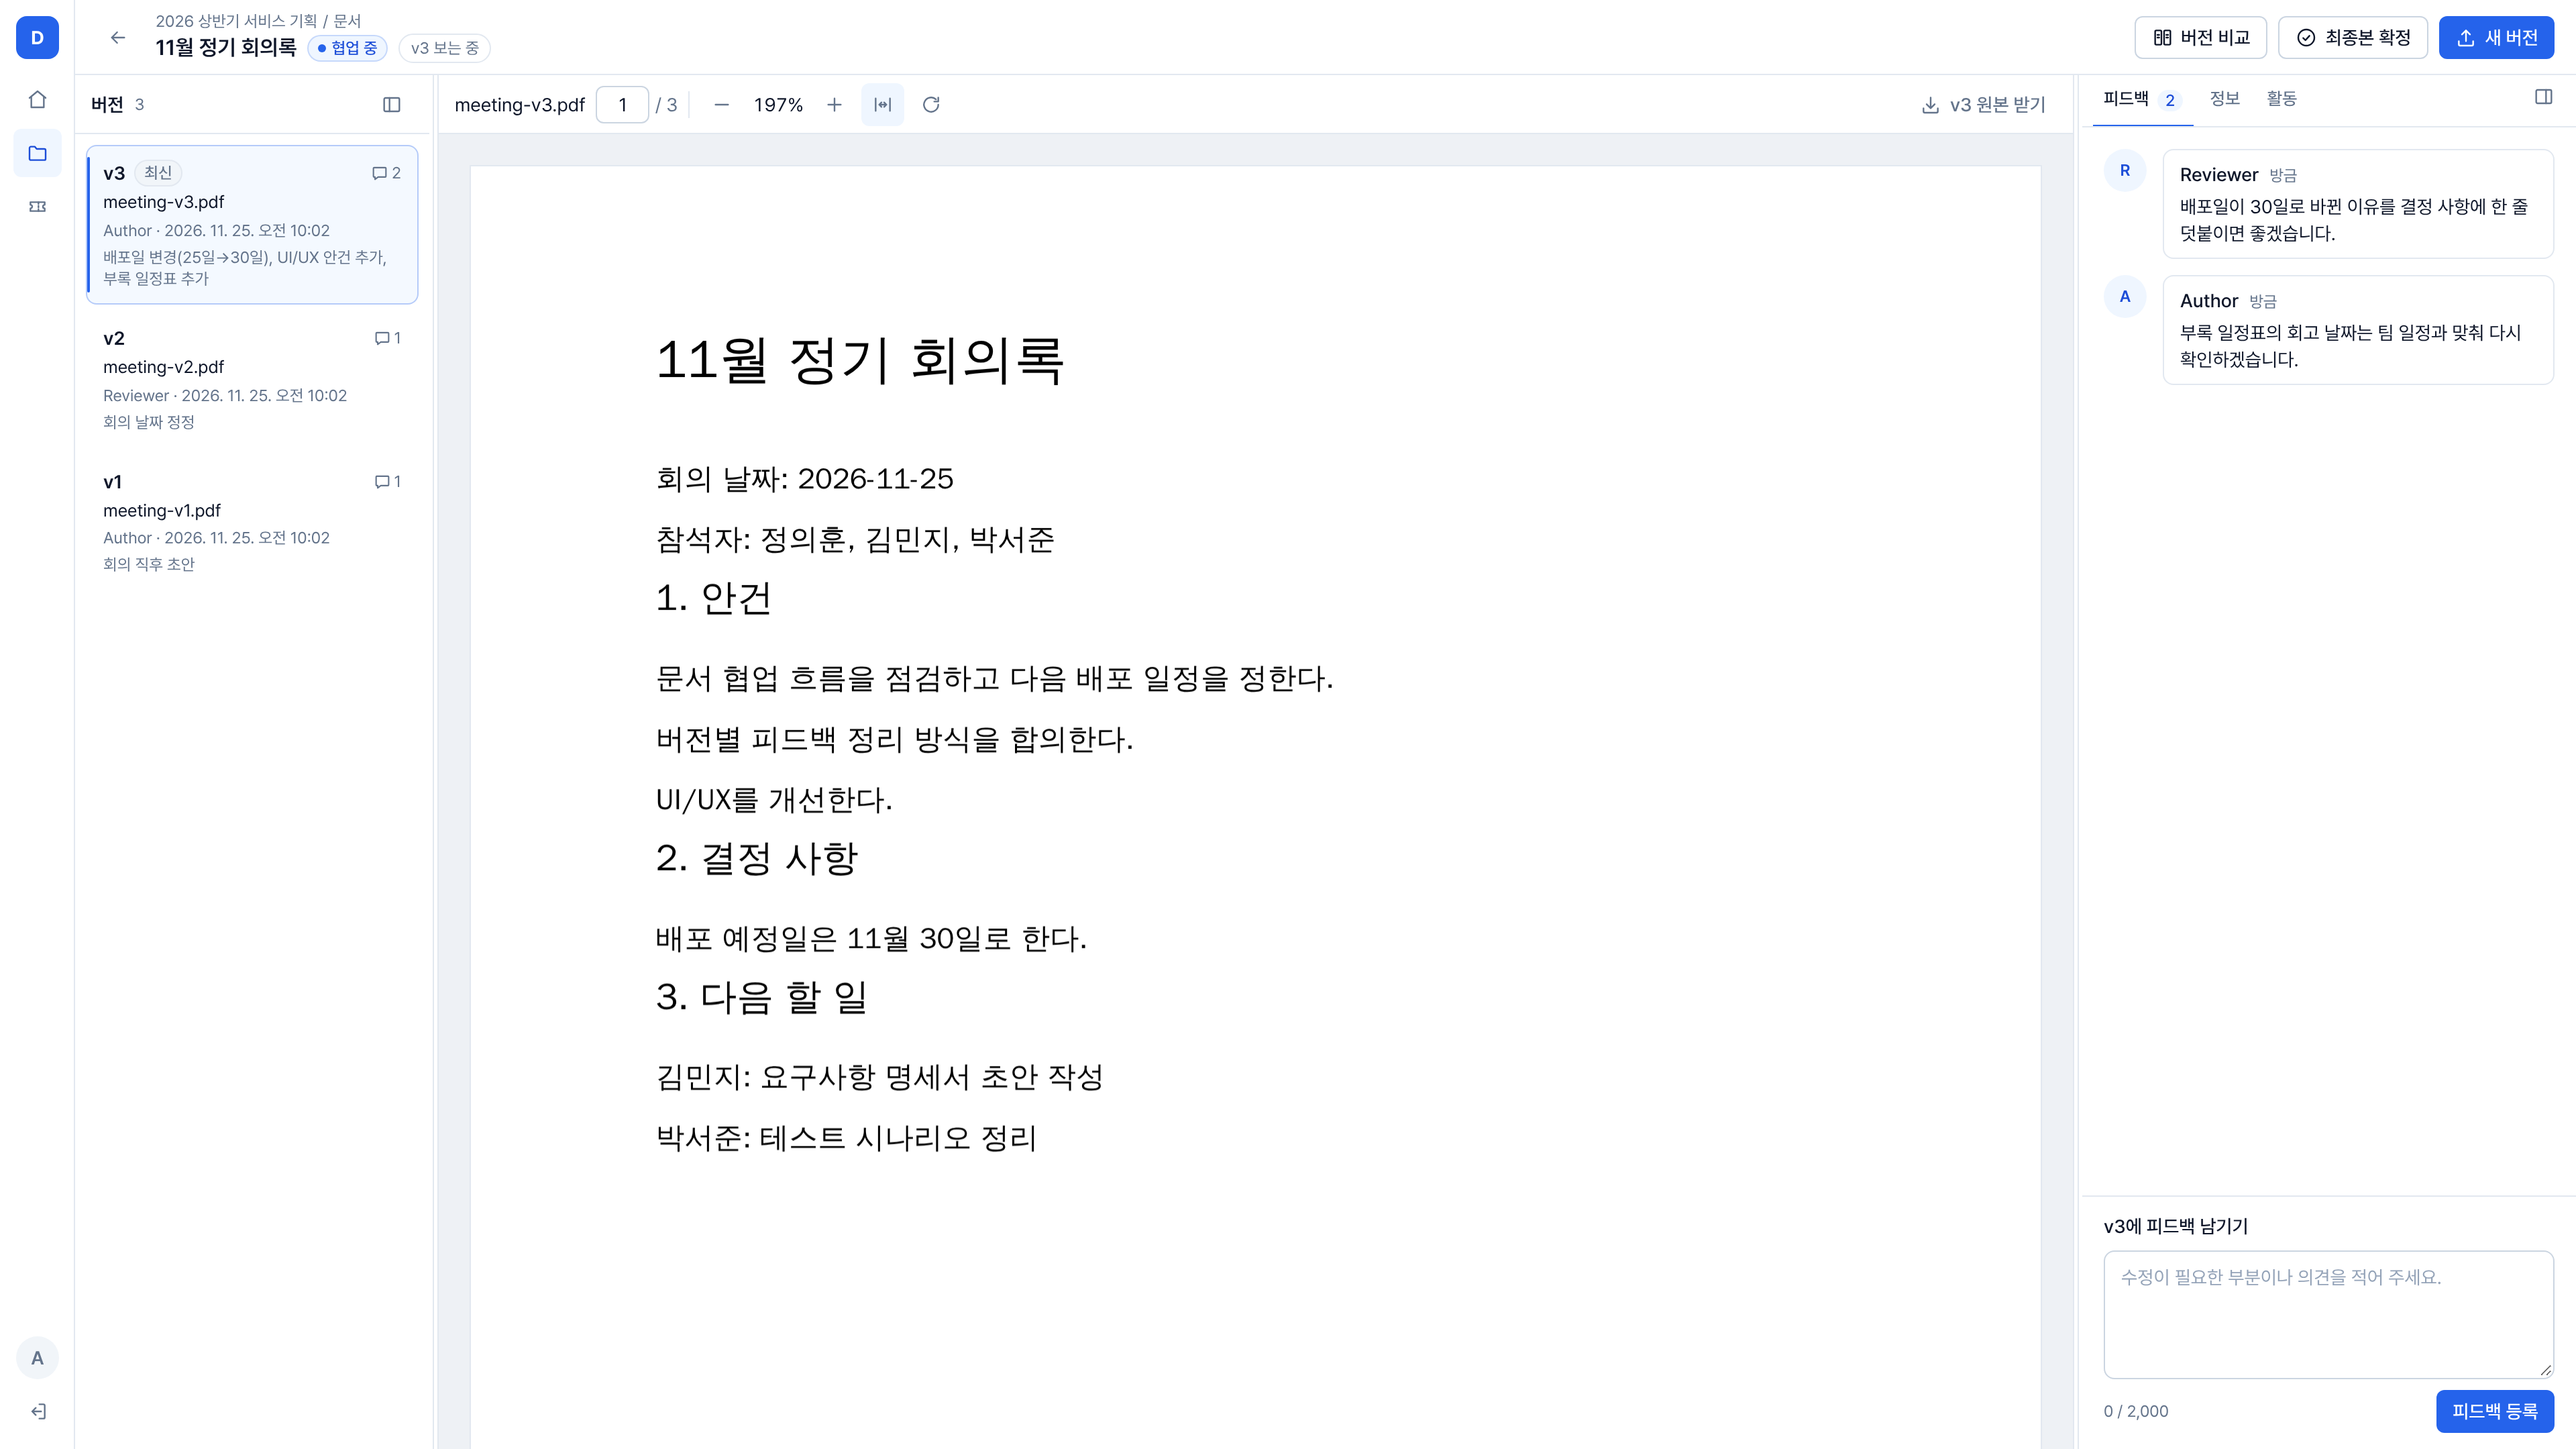 D
2026 상반기 서비스 기획 / 문서
11월 정기 회의록
협업 중
v3 보는 중
버전 비교
최종본 확정
새 버전
버전 3
meeting-v3.pdf
1 / 3
197%
v3 원본 받기
피드백 2
정보
활동
v3 최신 2
meeting-v3.pdf
Author · 2026. 11. 25. 오전 10:02
배포일 변경(25일→30일), UI/UX 안건 추가,
부록 일정표 추가
v2 1
meeting-v2.pdf
Reviewer · 2026. 11. 25. 오전 10:02
회의 날짜 정정
v1 1
meeting-v1.pdf
Author · 2026. 11. 25. 오전 10:02
회의 직후 초안
A
11월 정기 회의록
회의 날짜: 2026-11-25
참석자: 정의훈, 김민지, 박서준
1. 안건
문서 협업 흐름을 점검하고 다음 배포 일정을 정한다.
버전별 피드백 정리 방식을 합의한다.
UI/UX를 개선한다.
2. 결정 사항
배포 예정일은 11월 30일로 한다.
3. 다음 할 일
김민지: 요구사항 명세서 초안 작성
박서준: 테스트 시나리오 정리
R
Reviewer 방금
배포일이 30일로 바뀐 이유를 결정 사항에 한 줄
덧붙이면 좋겠습니다.
A
Author 방금
부록 일정표의 회고 날짜는 팀 일정과 맞춰 다시
확인하겠습니다.
v3에 피드백 남기기
수정이 필요한 부분이나 의견을 적어 주세요.
0 / 2,000
피드백 등록